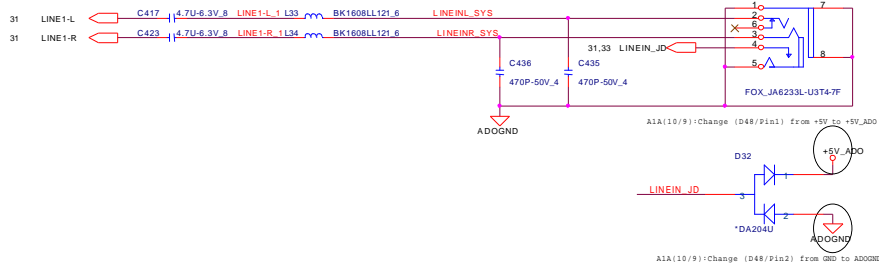 31 LINE1-L C417 4.7U-6.3V_8 LINE1-L_1 L33 BK1608LL121_6 LINEINL_SYS
31 LINE1-R C423 4.7U-6.3V_8 LINE1-R_1 L34 BK1608LL121_6 LINEINR_SYS
1
2
6
3
4
5
7
8
31,33 LINEIN_JD
C436
470P-50V_4
C435
470P-50V_4
FOX_JA6233L-U3T4-7F
ADOGND
A1A(10/9):Change (D48/Pin1) from +5V to +5V_ADO
+5V_ADO
D32
1
LINEIN_JD
3
2
*DA204U
ADOGND
A1A(10/9):Change (D48/Pin2) from GND to ADOGND